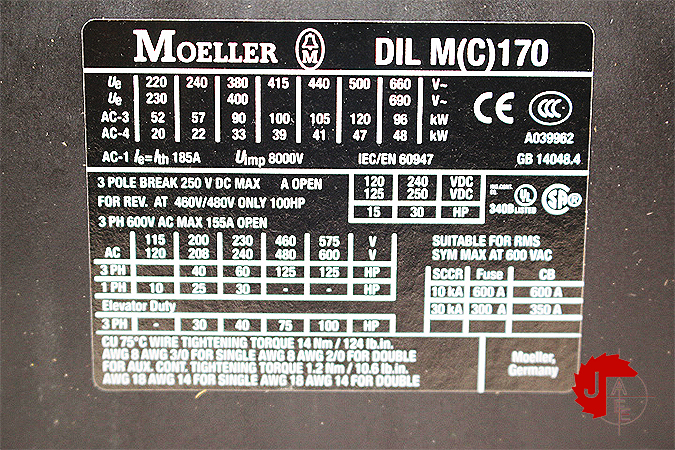 MOELLER M DIL M(C)170
Ue 220 240 380 415 440 500 660 V~
Ue 230 400 690 V~
AC-3 52 57 90 100 105 120 96 kW
AC-4 20 22 33 39 41 47 48 kW
CE CCC
A039962
AC-1 Ie=Ith 185A Uimp 8000V IEC/EN 60947 GB 14048.4
3 POLE BREAK 250 V DC MAX A OPEN
FOR REV. AT 460V/480V ONLY 100HP
3 PH 600V AC MAX 155A OPEN
120 240 VDC
125 250 VDC
15 30 HP
IND.CONT. EQ.
34DB LISTED UL SA
115 200 230 460 575 V
AC 120 208 240 480 600 V
3 PH 40 60 125 125 HP
1 PH 10 25 30 - - HP
Elevator Duty
3 PH - 30 40 75 100 HP
SUITABLE FOR RMS
SYM MAX AT 600 VAC
SCCR Fuse CB
10 kA 600 A 600 A
30 kA 300 A 350 A
CU 75°C WIRE TIGHTENING TORQUE 14 Nm / 124 lb.in.
AWG 8 AWG 3/0 FOR SINGLE AWG 8 AWG 2/0 FOR DOUBLE
FOR AUX. CONT. TIGHTENING TORQUE 1.2 Nm / 10.6 lb.in.
AWG 18 AWG 14 FOR SINGLE AWG 18 AWG 14 FOR DOUBLE
Moeller,
Germany